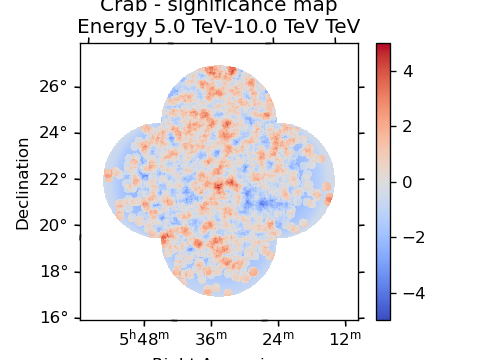 Crab - significance map
Energy 5.0 TeV-10.0 TeV TeV
Declination
26°
24°
22°
20°
18°
16°
5ʰ48ᵐ 36ᵐ 24ᵐ 12ᵐ
4
2
0
−2
−4